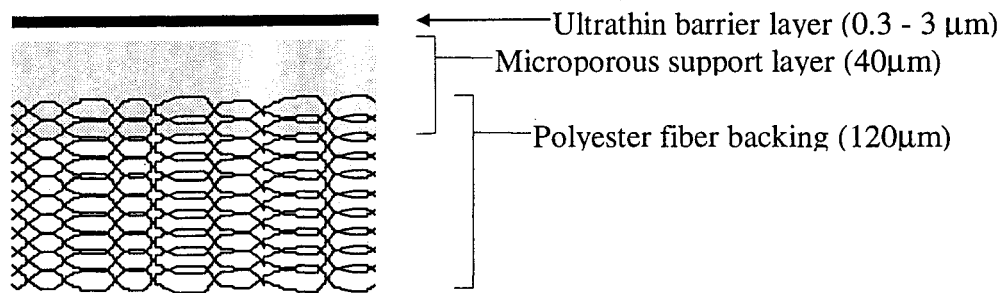 Ultrathin barrier layer (0.3 - 3 μm)
Microporous support layer (40μm)
Polyester fiber backing (120μm)